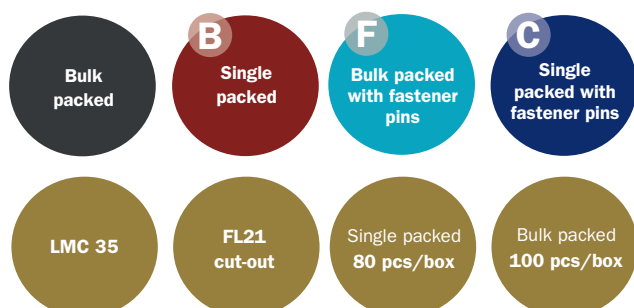 Bulk
packed
B
Single
packed
F
Bulk packed
with fastener
pins
C
Single
packed with
fastener pins
LMC 35
FL21
cut-out
Single packed
80 pcs/box
Bulk packed
100 pcs/box